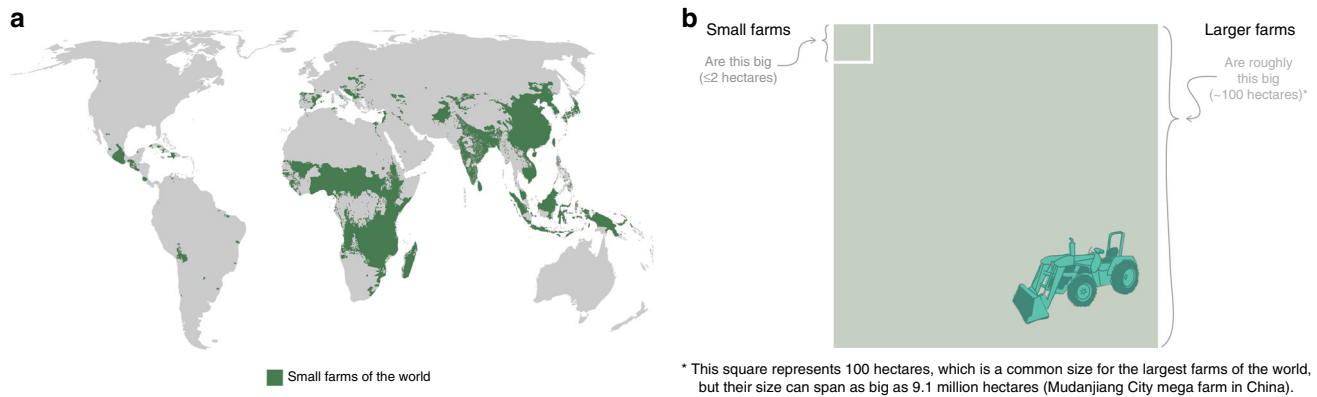 a
Small farms of the world
b
Small farms
Are this big
(≤2 hectares)
Larger farms
Are roughly
this big
(~100 hectares)*
* This square represents 100 hectares, which is a common size for the largest farms of the world,
but their size can span as big as 9.1 million hectares (Mudanjiang City mega farm in China).